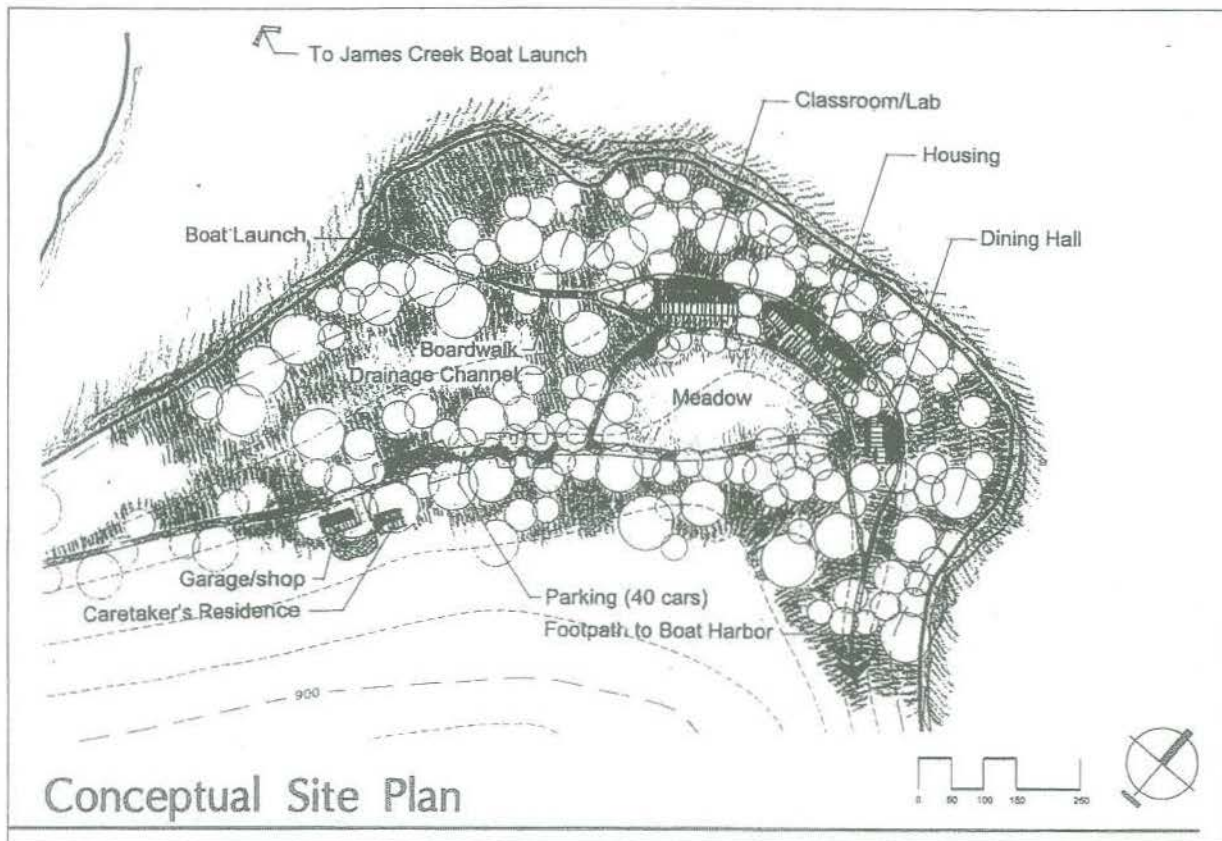 To James Creek Boat Launch
Classroom/Lab
Housing
Boat Launch
Dining Hall
Boardwalk
Drainage Channel
Meadow
Garage/shop
Caretaker's Residence
Parking (40 cars)
Footpath to Boat Harbor
900
Conceptual Site Plan
0 50 100 150 250